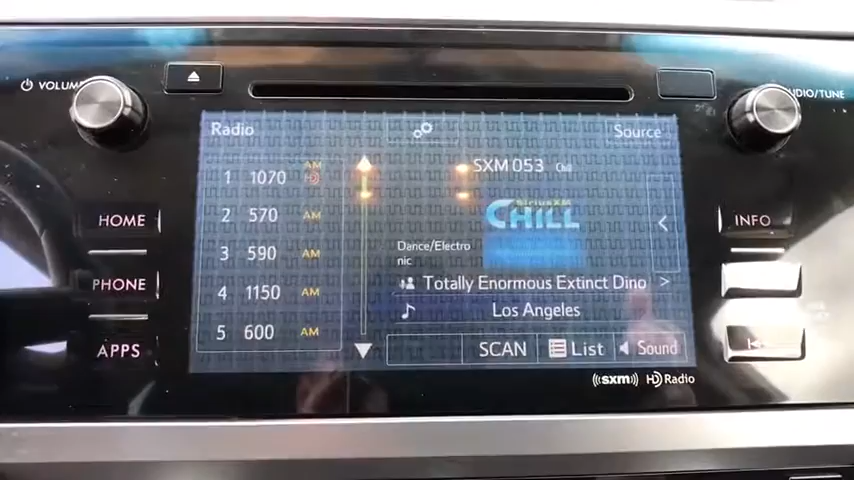 VOLUME
AUDIO/TUNE
Radio
Source
SXM 053 Chill
AM
1 1070
2 570 AM
3 590 AM
4 1150 AM
5 600 AM
SiriusXM
CHILL
Dance/Electro
nic
Totally Enormous Extinct Dino
Los Angeles
SCAN
List
Sound
HOME
PHONE
APPS
INFO
((sxm))
HD Radio